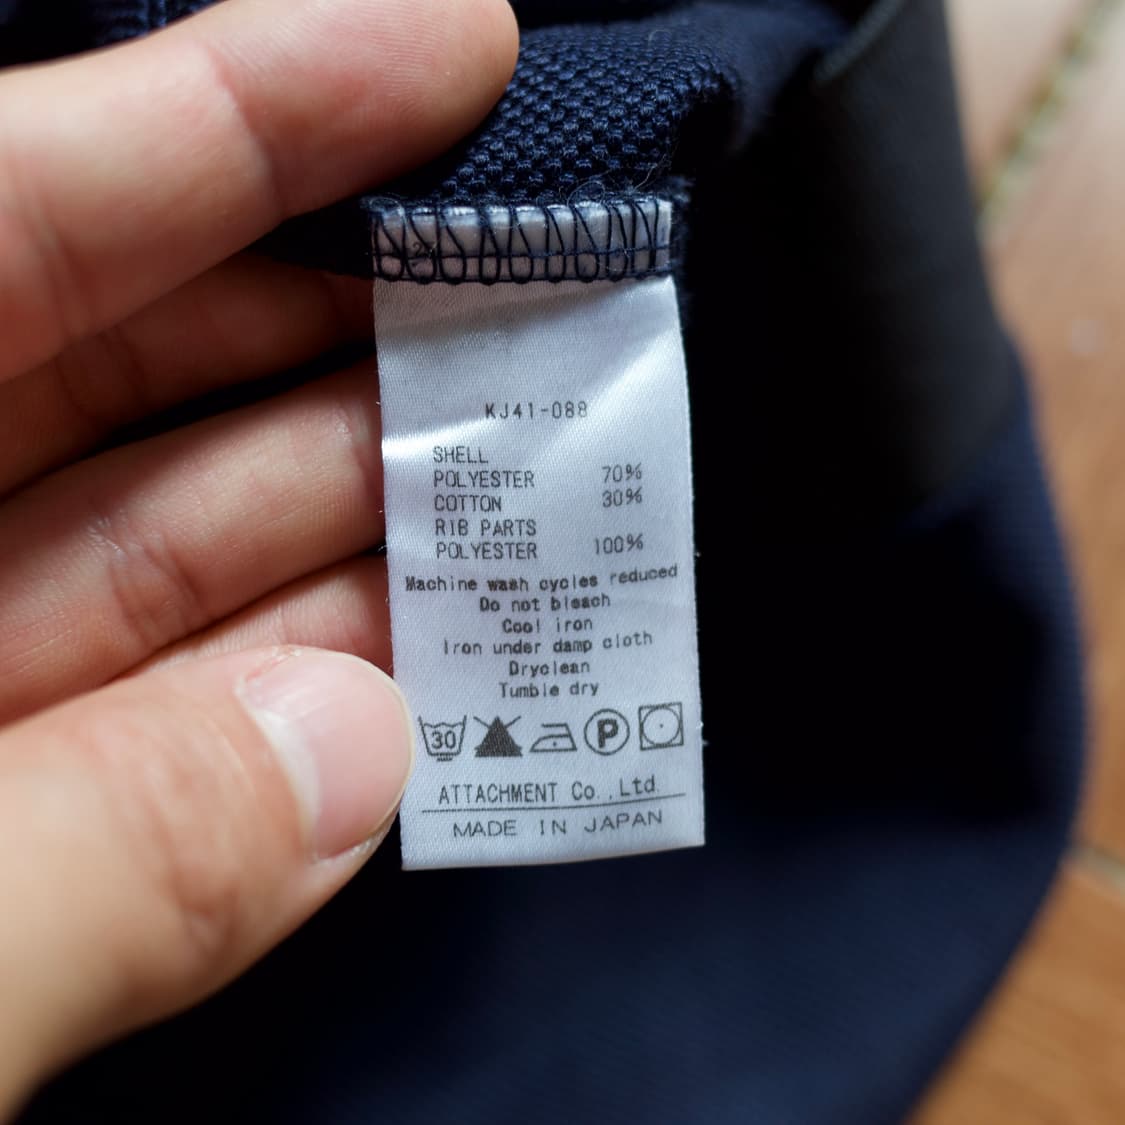 KJ41-088
SHELL
POLYESTER 70%
COTTON 30%
RIB PARTS
POLYESTER 100%
Machine wash cycles reduced
Do not bleach
Cool iron
Iron under damp cloth
Dryclean
Tumble dry
30 P
ATTACHMENT Co.,Ltd.
MADE IN JAPAN